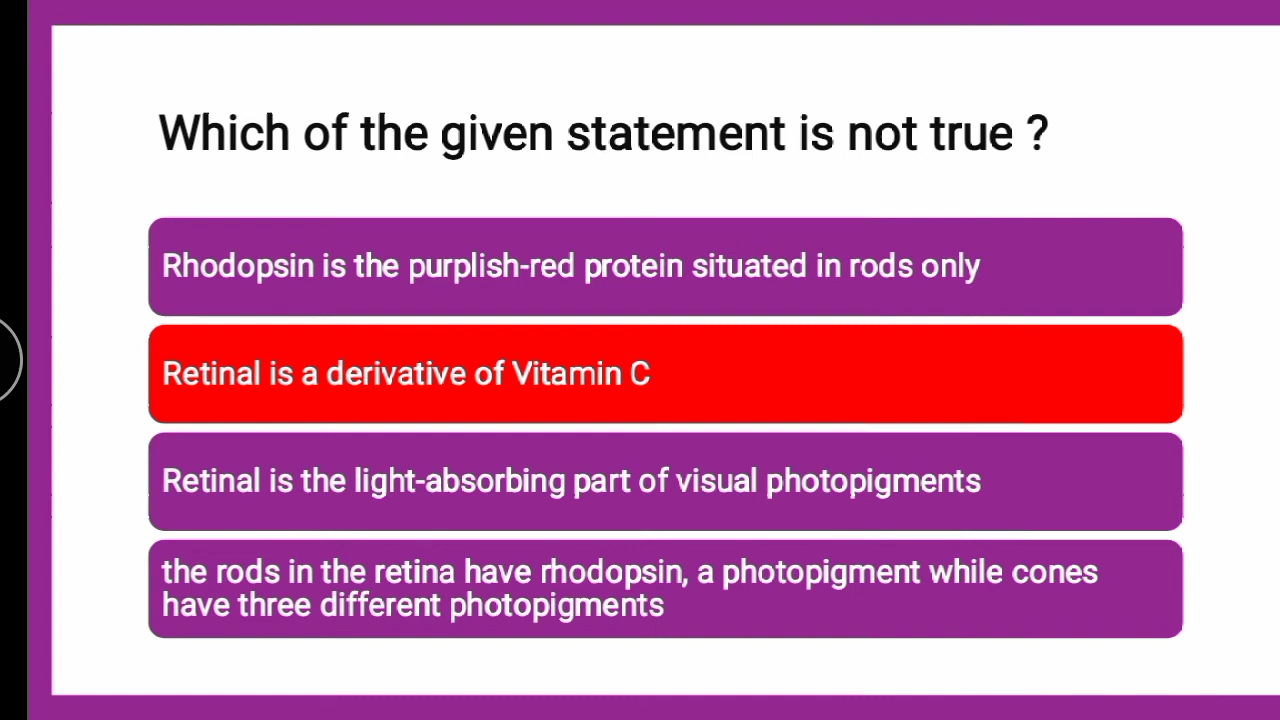 Which of the given statement is not true ?
Rhodopsin is the purplish-red protein situated in rods only
Retinal is a derivative of Vitamin C
Retinal is the light-absorbing part of visual photopigments
the rods in the retina have rhodopsin, a photopigment while cones
have three different photopigments